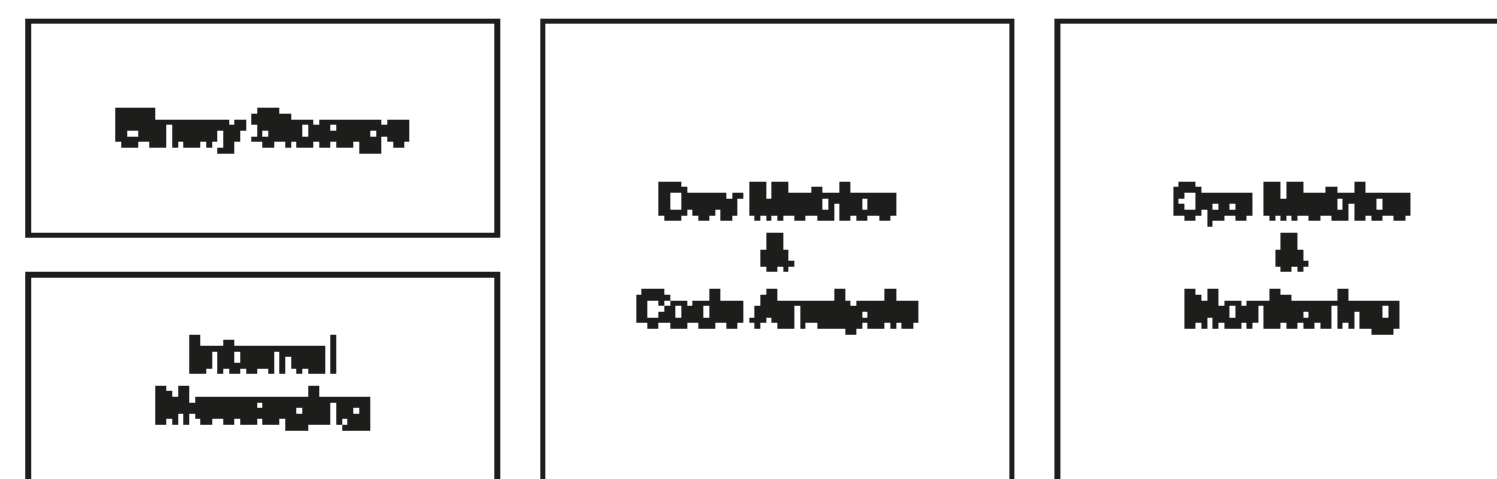 Binary Storage
Internal
Messaging
Dev Metrics
&
Code Analysis
Ops Metrics
&
Monitoring